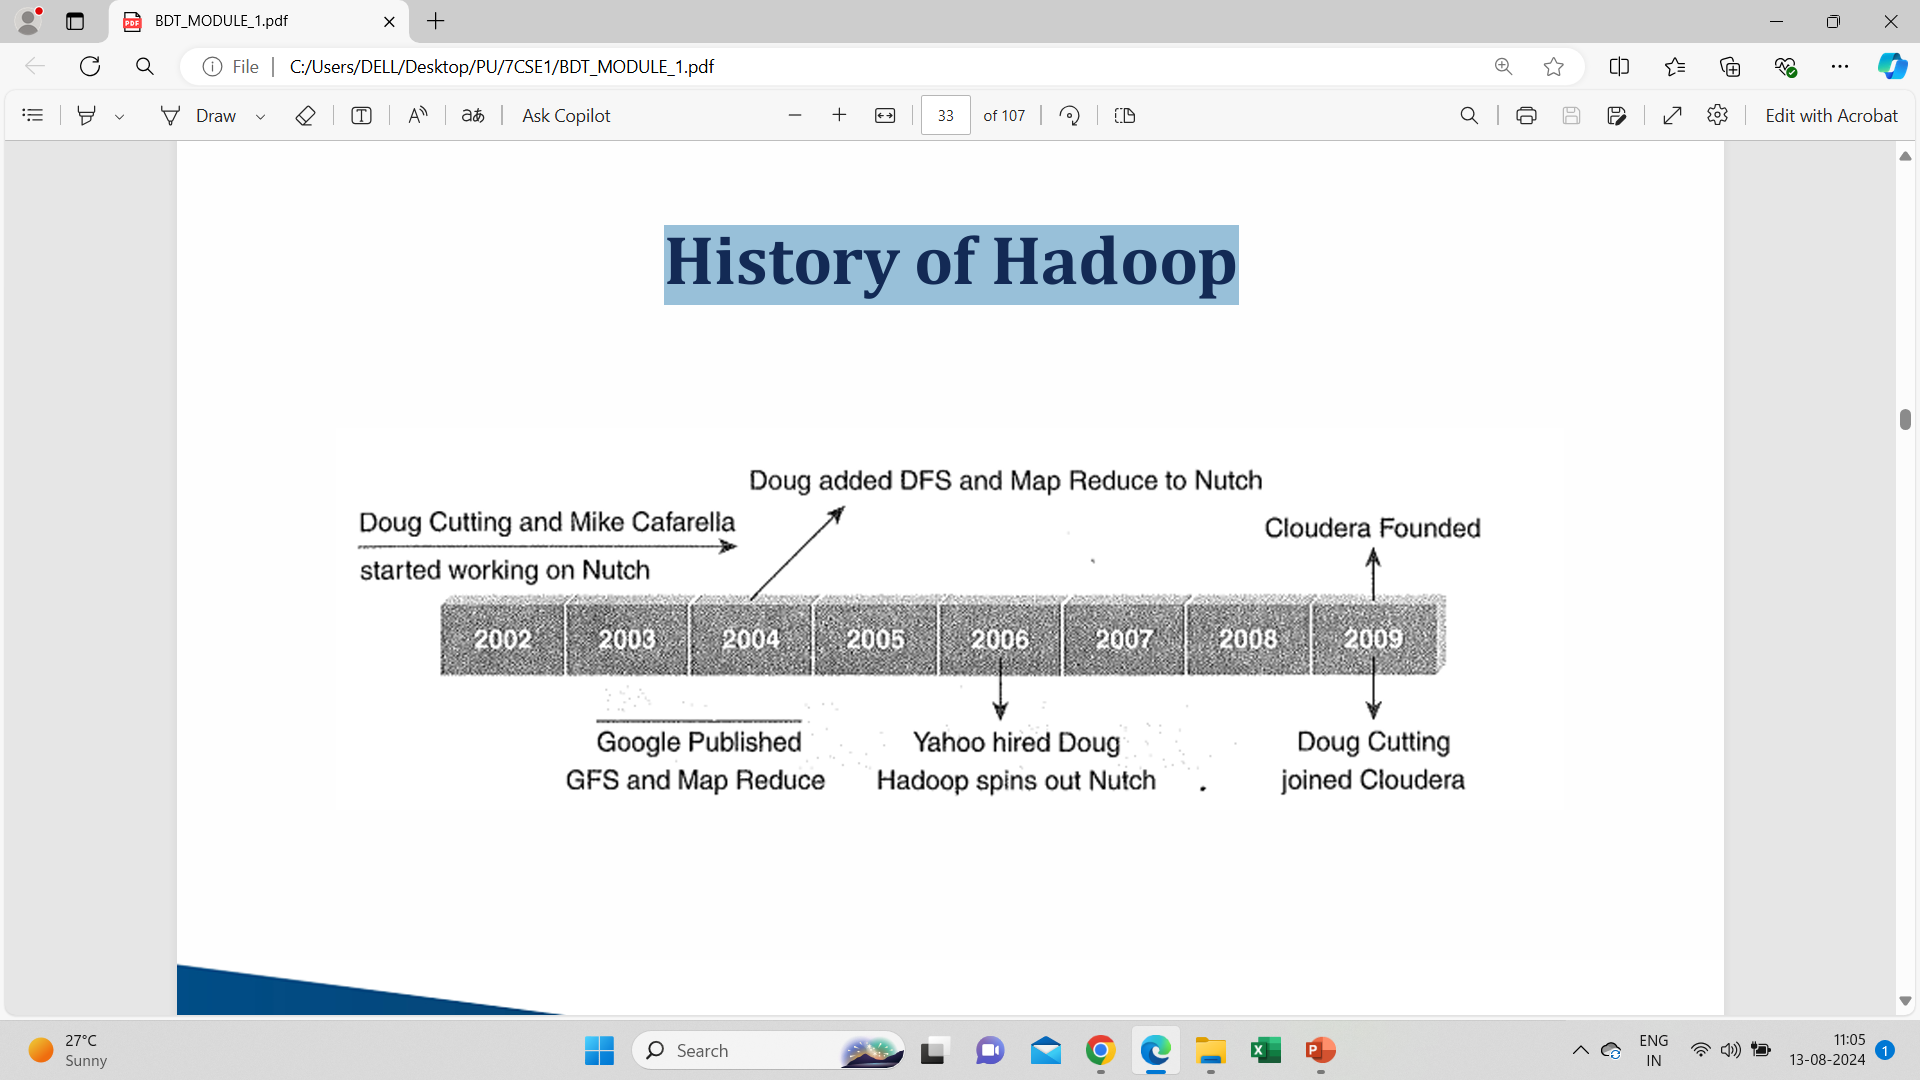 BDT_MODULE_1.pdf
File
C:/Users/DELL/Desktop/PU/7CSE1/BDT_MODULE_1.pdf
Draw
Ask Copilot
33 of 107
Edit with Acrobat
History of Hadoop
Doug added DFS and Map Reduce to Nutch
Doug Cutting and Mike Cafarella
started working on Nutch
Cloudera Founded
2002 2003 2004 2005 2006 2007 2008 2009
Google Published
GFS and Map Reduce
Yahoo hired Doug
Hadoop spins out Nutch
Doug Cutting
joined Cloudera
27°C
Sunny
Search
ENG
IN
11:05
13-08-2024
1